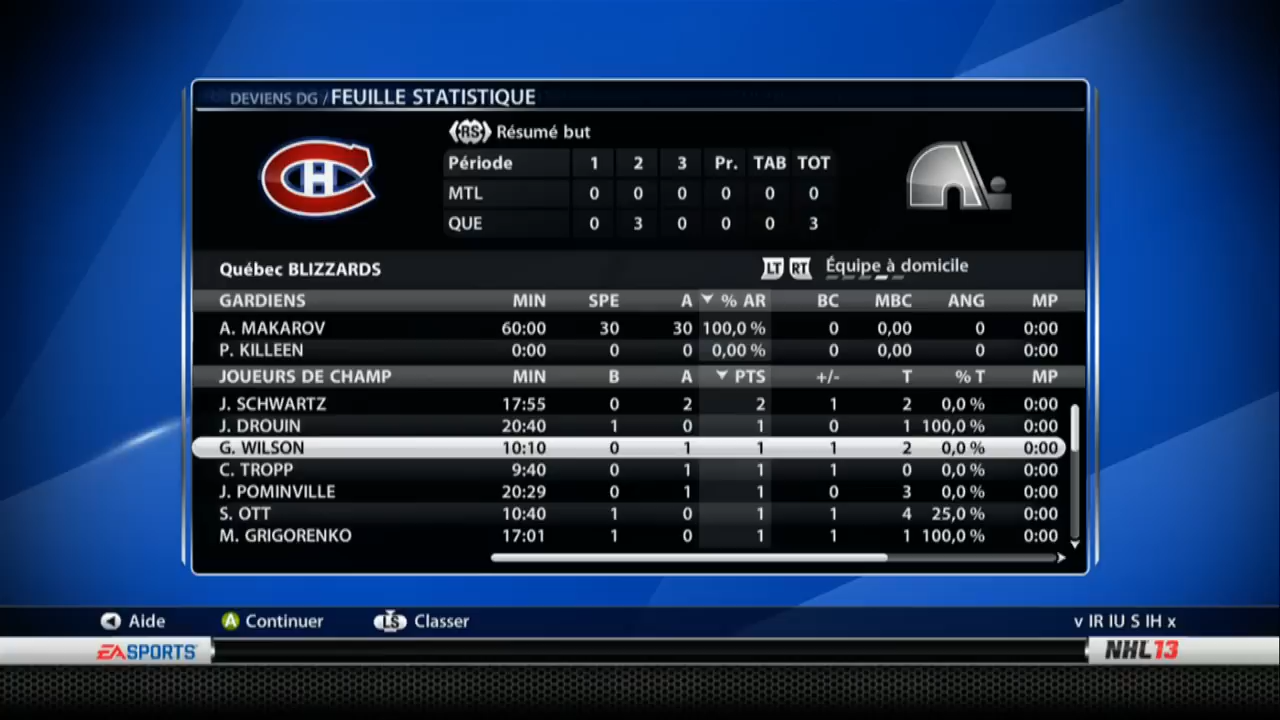 DEVIENS DG / FEUILLE STATISTIQUE
RS Résumé but
Période 1 2 3 Pr. TAB TOT
MTL 0 0 0 0 0 0
QUE 0 3 0 0 0 3
Québec BLIZZARDS LT RT Équipe à domicile
GARDIENS MIN SPE A % AR BC MBC ANG MP
A. MAKAROV 60:00 30 30 100,0 % 0 0,00 0 0:00
P. KILLEEN 0:00 0 0 0,00 % 0 0,00 0 0:00
JOUEURS DE CHAMP MIN B A PTS +/- T % T MP
J. SCHWARTZ 17:55 0 2 2 1 2 0,0 % 0:00
J. DROUIN 20:40 1 0 1 0 1 100,0 % 0:00
G. WILSON 10:10 0 1 1 1 2 0,0 % 0:00
C. TROPP 9:40 0 1 1 1 0 0,0 % 0:00
J. POMINVILLE 20:29 0 1 1 0 3 0,0 % 0:00
S. OTT 10:40 1 0 1 1 4 25,0 % 0:00
M. GRIGORENKO 17:01 1 0 1 1 1 100,0 % 0:00
Aide A Continuer LS Classer v IR IU S IH x
EA SPORTS NHL 13